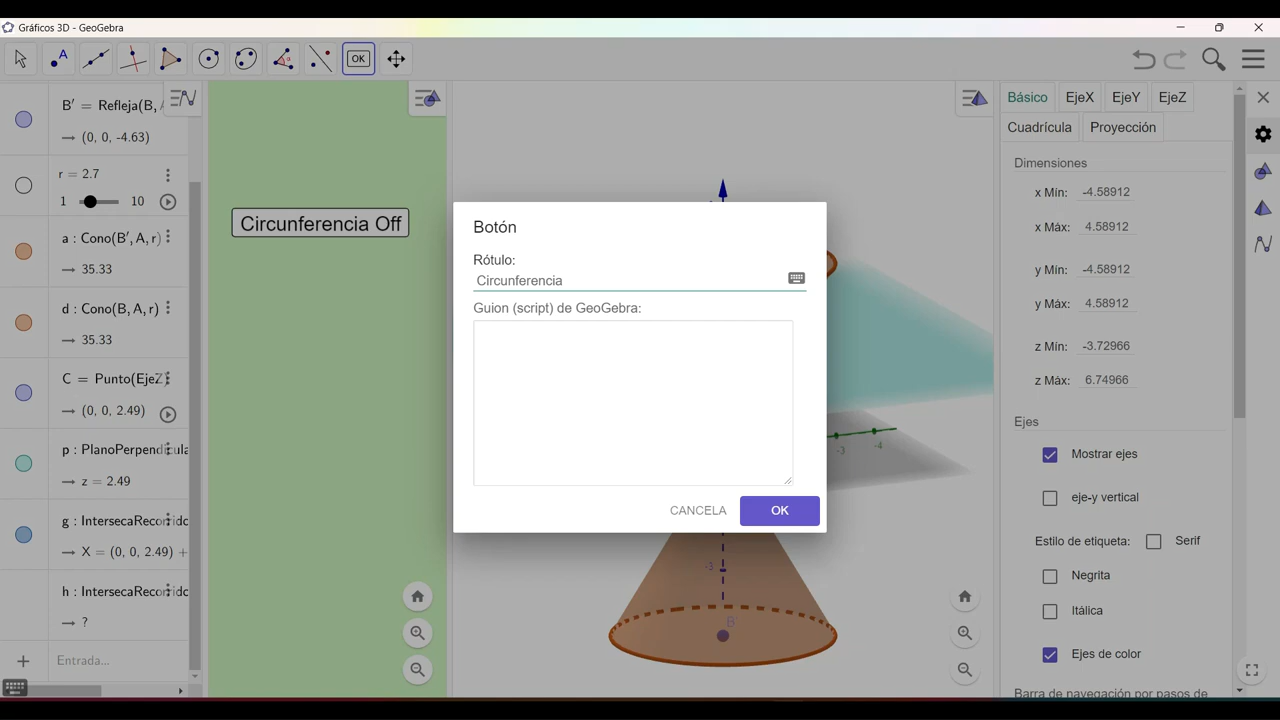 Gráficos 3D - GeoGebra
A
OK
α
B′ = Refleja(B,
→ (0, 0, -4.63)
r = 2.7
1
10
a : Cono(B′, A, r)
→ 35.33
d : Cono(B, A, r)
→ 35.33
C = Punto(EjeZ)
→ (0, 0, 2.49)
p : PlanoPerpendicula
→ z = 2.49
g : IntersecaRecorrido
→ X = (0, 0, 2.49) +
h : IntersecaRecorrido
→ ?
Entrada…
Circunferencia Off
Botón
Rótulo:
Circunferencia
Guion (script) de GeoGebra:
CANCELA
OK
-3
-4
-3
B′
Básico
EjeX
EjeY
EjeZ
Cuadrícula
Proyección
Dimensiones
x Mín: -4.58912
x Máx: 4.58912
y Mín: -4.58912
y Máx: 4.58912
z Mín: -3.72966
z Máx: 6.74966
Ejes
Mostrar ejes
eje-y vertical
Estilo de etiqueta: Serif
Negrita
Itálica
Ejes de color
Barra de navegación por pasos de